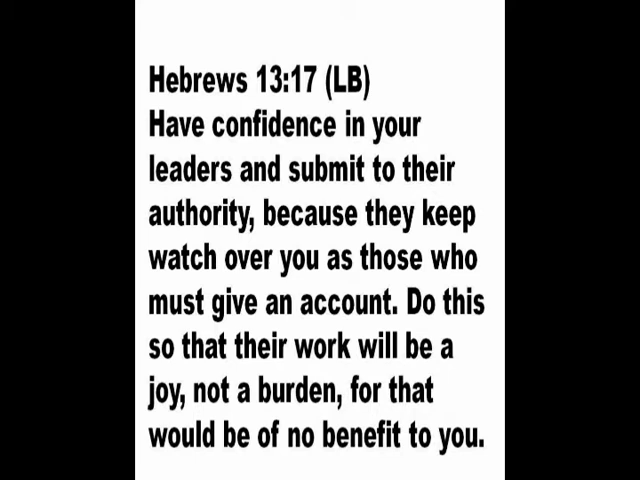 Hebrews 13:17 (LB)
Have confidence in your
leaders and submit to their
authority, because they keep
watch over you as those who
must give an account. Do this
so that their work will be a
joy, not a burden, for that
would be of no benefit to you.